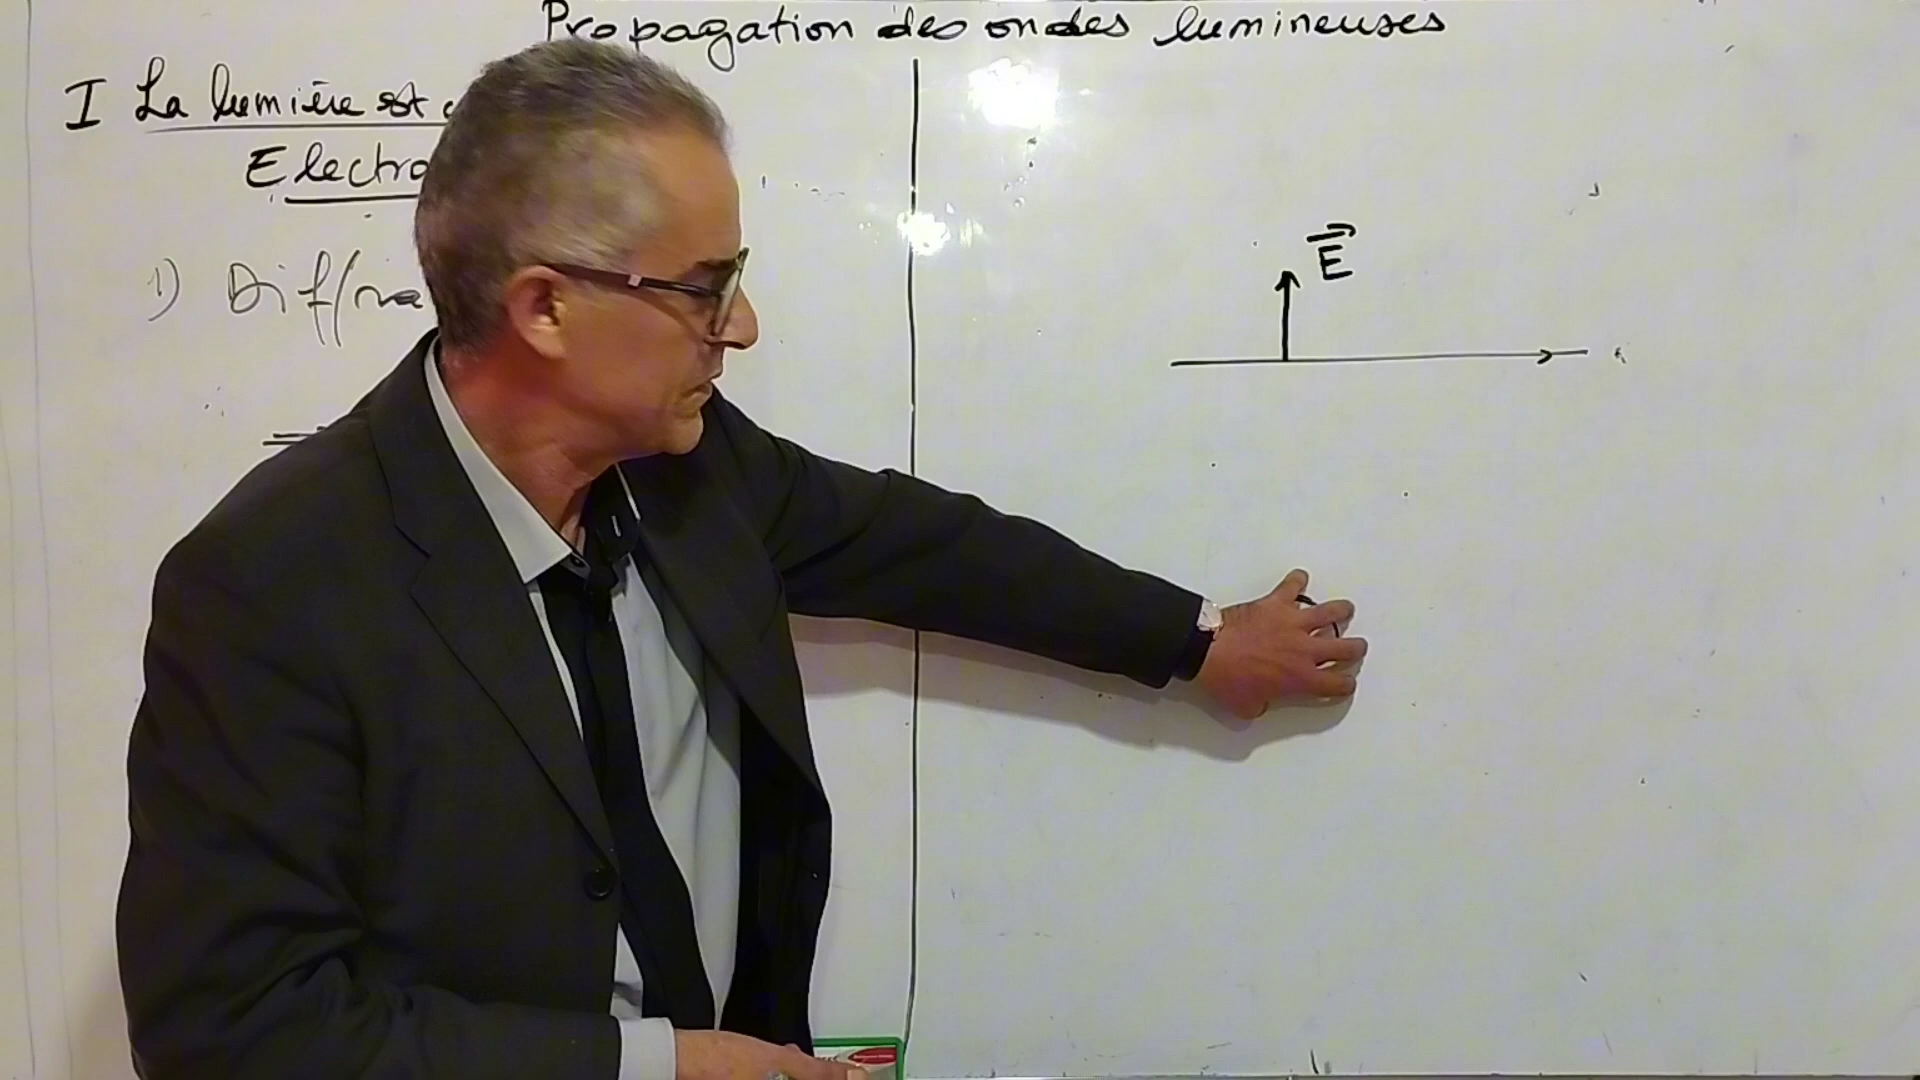 Propagation des ondes lumineuses
I La lumière est
Electro
1) Diffra
E